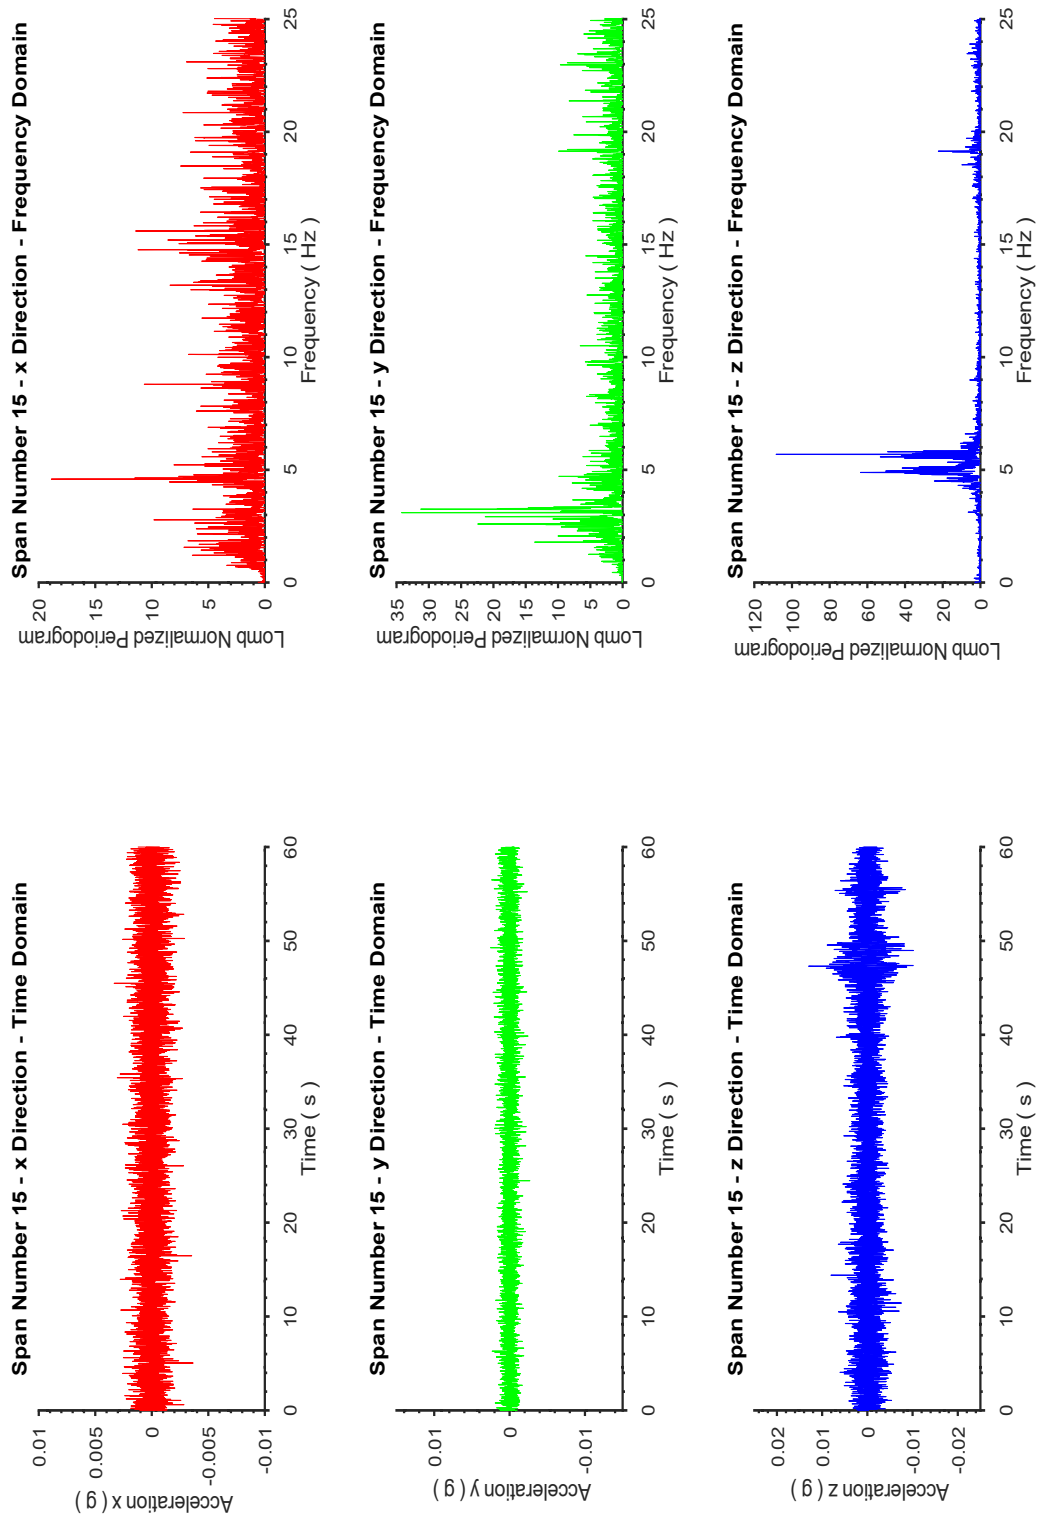 Span Number 15 - x Direction - Time Domain
Acceleration x ( g )
0.01
0.005
0
-0.005
-0.01
0 10 20 30 40 50 60
Time ( s )
Span Number 15 - x Direction - Frequency Domain
Lomb Normalized Periodogram
20
15
10
5
0
0 5 10 15 20 25
Frequency ( Hz )
Span Number 15 - y Direction - Time Domain
Acceleration y ( g )
0.01
0
-0.01
0 10 20 30 40 50 60
Time ( s )
Span Number 15 - y Direction - Frequency Domain
Lomb Normalized Periodogram
35
30
25
20
15
10
5
0
0 5 10 15 20 25
Frequency ( Hz )
Span Number 15 - z Direction - Time Domain
Acceleration z ( g )
0.02
0.01
0
-0.01
-0.02
0 10 20 30 40 50 60
Time ( s )
Span Number 15 - z Direction - Frequency Domain
Lomb Normalized Periodogram
120
100
80
60
40
20
0
0 5 10 15 20 25
Frequency ( Hz )